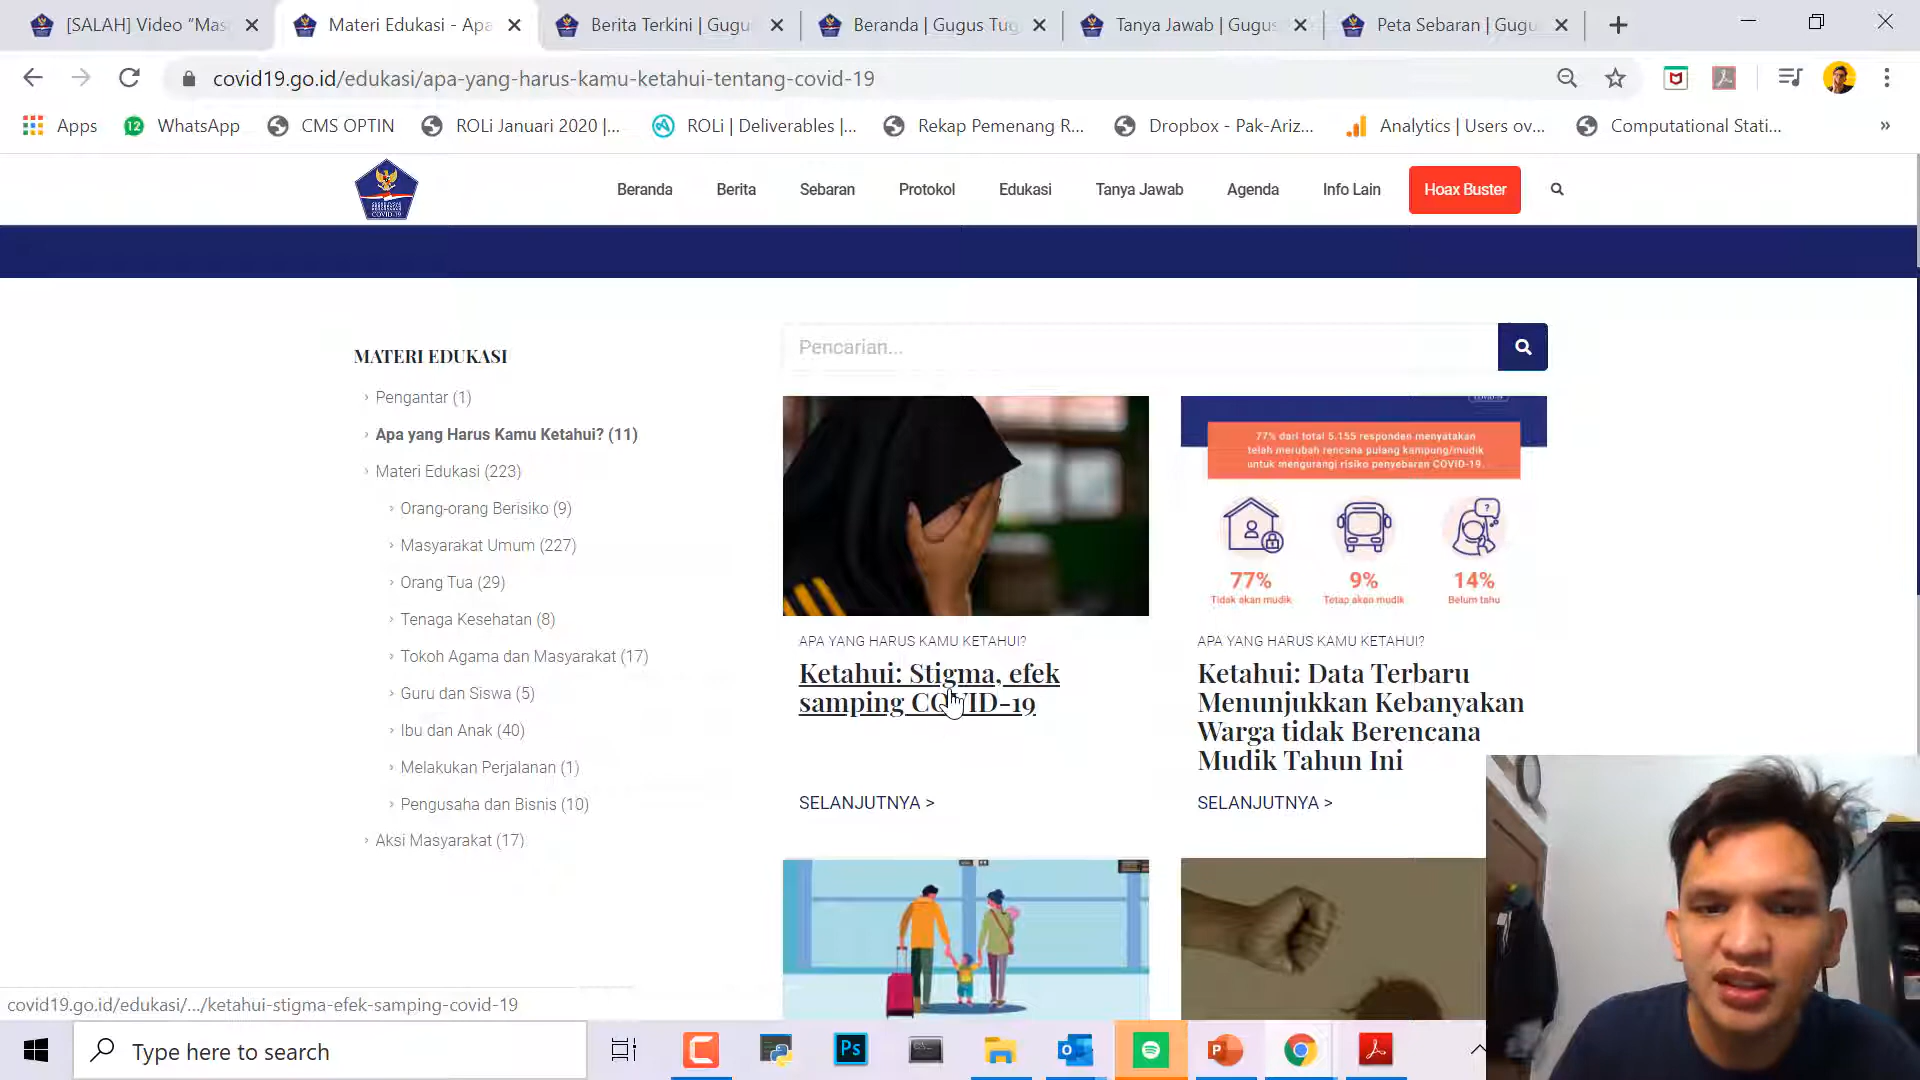 [SALAH] Video “Mas
Materi Edukasi - Apa
Berita Terkini | Gugu
Beranda | Gugus Tug
Tanya Jawab | Gugus
Peta Sebaran | Gugu
covid19.go.id/edukasi/apa-yang-harus-kamu-ketahui-tentang-covid-19
Apps
12
WhatsApp
CMS OPTIN
ROLi Januari 2020 |...
ROLi | Deliverables |...
Rekap Pemenang R...
Dropbox - Pak-Ariz...
Analytics | Users ov...
Computational Stati...
»
COVID-19
Beranda
Berita
Sebaran
Protokol
Edukasi
Tanya Jawab
Agenda
Info Lain
Hoax Buster
MATERI EDUKASI
Pengantar (1)
Apa yang Harus Kamu Ketahui? (11)
Materi Edukasi (223)
Orang-orang Berisiko (9)
Masyarakat Umum (227)
Orang Tua (29)
Tenaga Kesehatan (8)
Tokoh Agama dan Masyarakat (17)
Guru dan Siswa (5)
Ibu dan Anak (40)
Melakukan Perjalanan (1)
Pengusaha dan Bisnis (10)
Aksi Masyarakat (17)
Pencarian...
APA YANG HARUS KAMU KETAHUI?
Ketahui: Stigma, efek
samping COVID-19
SELANJUTNYA >
77% dari total 5.155 responden menyatakan
telah merubah rencana pulang kampung/mudik
untuk mengurangi risiko penyebaran COVID-19.
77%
Tidak akan mudik
9%
Tetap akan mudik
14%
Belum tahu
APA YANG HARUS KAMU KETAHUI?
Ketahui: Data Terbaru
Menunjukkan Kebanyakan
Warga tidak Berencana
Mudik Tahun Ini
SELANJUTNYA >
covid19.go.id/edukasi/.../ketahui-stigma-efek-samping-covid-19
Type here to search
Ps